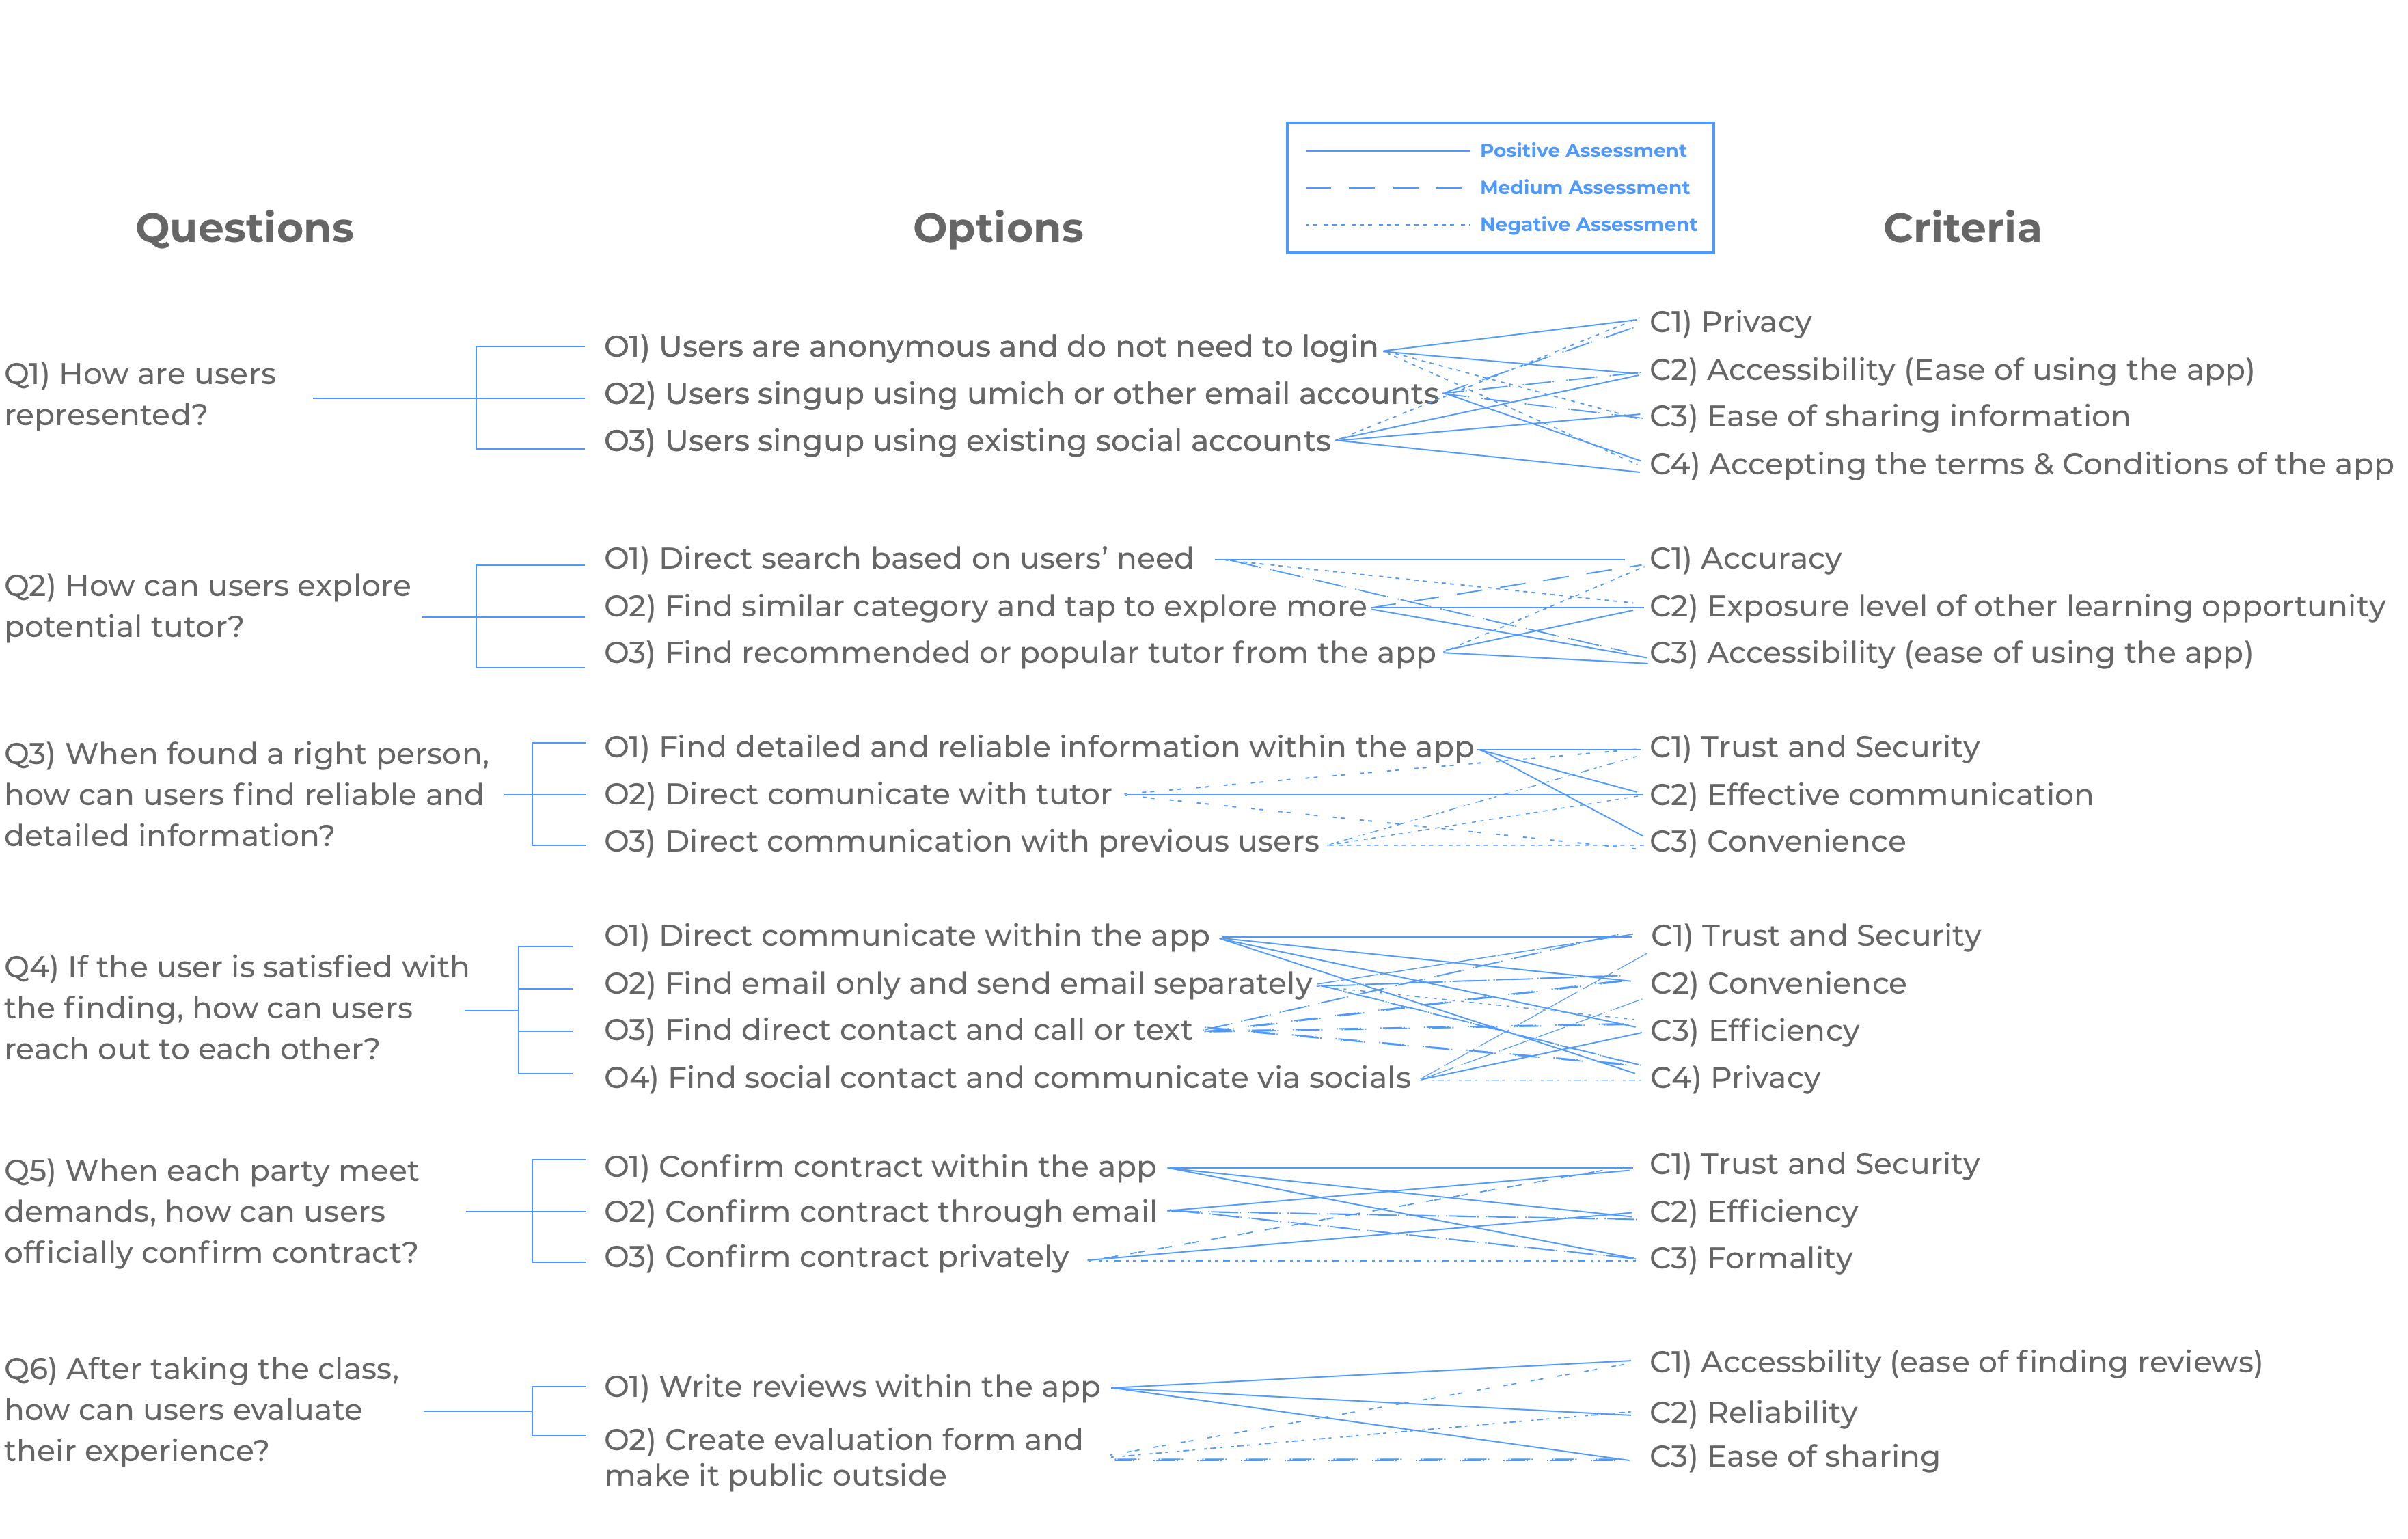 Positive Assessment
Medium Assessment
Negative Assessment
Questions
Options
Criteria
Q1) How are users
represented?
O1) Users are anonymous and do not need to login
O2) Users singup using umich or other email accounts
O3) Users singup using existing social accounts
C1) Privacy
C2) Accessibility (Ease of using the app)
C3) Ease of sharing information
C4) Accepting the terms & Conditions of the app
Q2) How can users explore
potential tutor?
O1) Direct search based on users’ need
O2) Find similar category and tap to explore more
O3) Find recommended or popular tutor from the app
C1) Accuracy
C2) Exposure level of other learning opportunity
C3) Accessibility (ease of using the app)
Q3) When found a right person,
how can users find reliable and
detailed information?
O1) Find detailed and reliable information within the app
O2) Direct comunicate with tutor
O3) Direct communication with previous users
C1) Trust and Security
C2) Effective communication
C3) Convenience
Q4) If the user is satisfied with
the finding, how can users
reach out to each other?
O1) Direct communicate within the app
O2) Find email only and send email separately
O3) Find direct contact and call or text
O4) Find social contact and communicate via socials
C1) Trust and Security
C2) Convenience
C3) Efficiency
C4) Privacy
Q5) When each party meet
demands, how can users
officially confirm contract?
O1) Confirm contract within the app
O2) Confirm contract through email
O3) Confirm contract privately
C1) Trust and Security
C2) Efficiency
C3) Formality
Q6) After taking the class,
how can users evaluate
their experience?
O1) Write reviews within the app
O2) Create evaluation form and
make it public outside
C1) Accessbility (ease of finding reviews)
C2) Reliability
C3) Ease of sharing